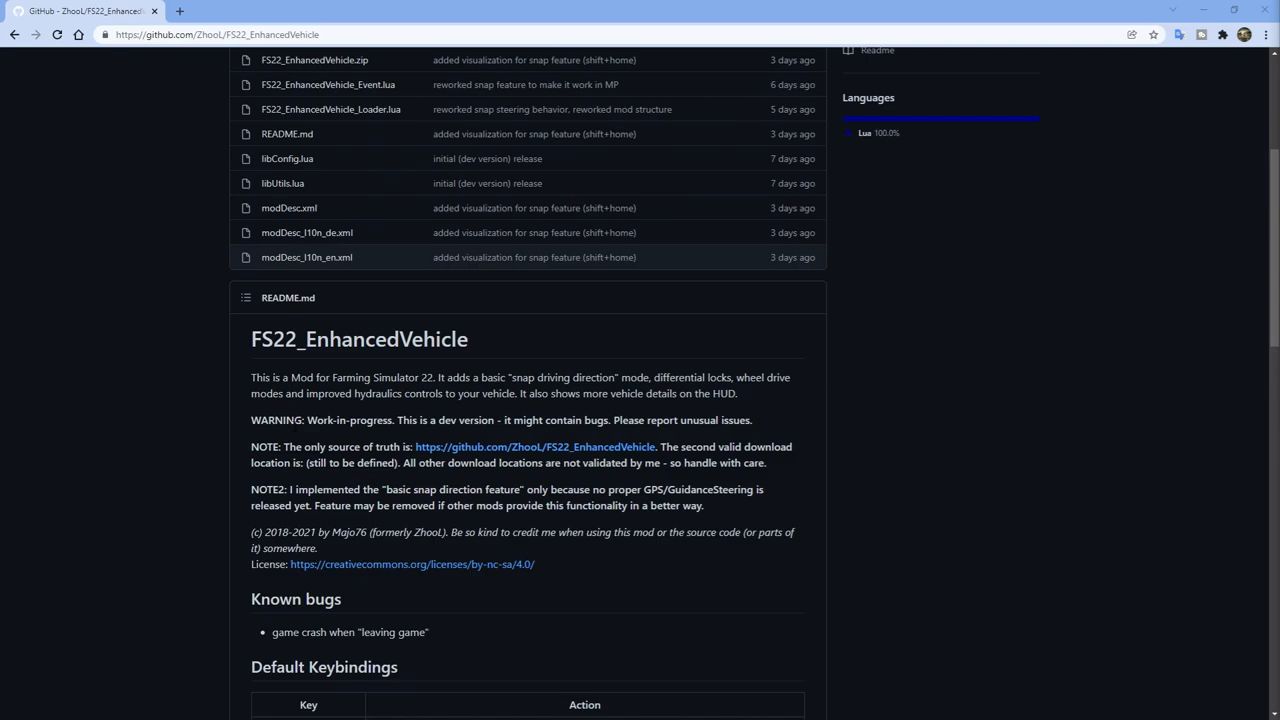 GitHub - ZhooL/FS22_EnhancedVeh
https://github.com/ZhooL/FS22_EnhancedVehicle
FS22_EnhancedVehicle.zip added visualization for snap feature (shift+home) 3 days ago
Readme
FS22_EnhancedVehicle_Event.lua reworked snap feature to make it work in MP 6 days ago
Languages
FS22_EnhancedVehicle_Loader.lua reworked snap steering behavior, reworked mod structure 5 days ago
README.md added visualization for snap feature (shift+home) 3 days ago
Lua 100.0%
libConfig.lua initial (dev version) release 7 days ago
libUtils.lua initial (dev version) release 7 days ago
modDesc.xml added visualization for snap feature (shift+home) 3 days ago
modDesc_l10n_de.xml added visualization for snap feature (shift+home) 3 days ago
modDesc_l10n_en.xml added visualization for snap feature (shift+home) 3 days ago
README.md
FS22_EnhancedVehicle
This is a Mod for Farming Simulator 22. It adds a basic "snap driving direction" mode, differential locks, wheel drive
modes and improved hydraulics controls to your vehicle. It also shows more vehicle details on the HUD.
WARNING: Work-in-progress. This is a dev version - it might contain bugs. Please report unusual issues.
NOTE: The only source of truth is: https://github.com/ZhooL/FS22_EnhancedVehicle. The second valid download
location is: (still to be defined). All other download locations are not validated by me - so handle with care.
NOTE2: I implemented the "basic snap direction feature" only because no proper GPS/GuidanceSteering is
released yet. Feature may be removed if other mods provide this functionality in a better way.
(c) 2018-2021 by Majo76 (formerly ZhooL). Be so kind to credit me when using this mod or the source code (or parts of
it) somewhere.
License: https://creativecommons.org/licenses/by-nc-sa/4.0/
Known bugs
• game crash when "leaving game"
Default Keybindings
Key Action